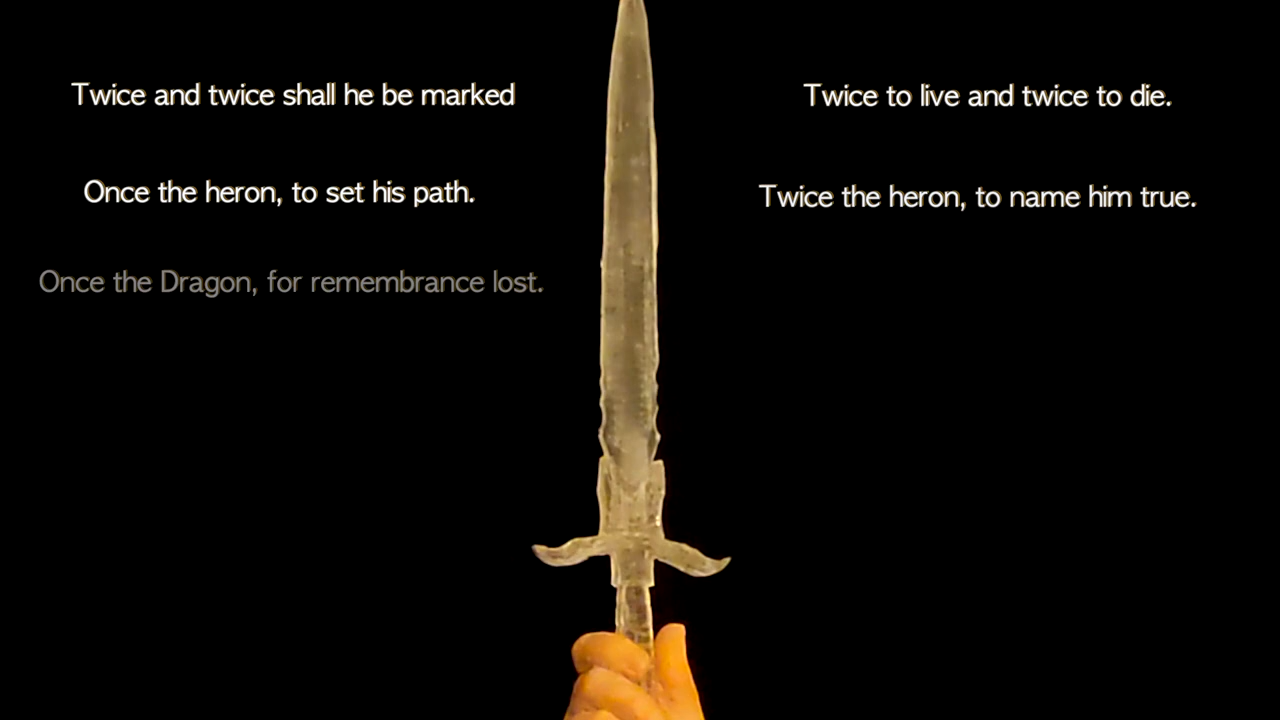 Twice and twice shall he be marked
Twice to live and twice to die.
Once the heron, to set his path.
Twice the heron, to name him true.
Once the Dragon, for remembrance lost.